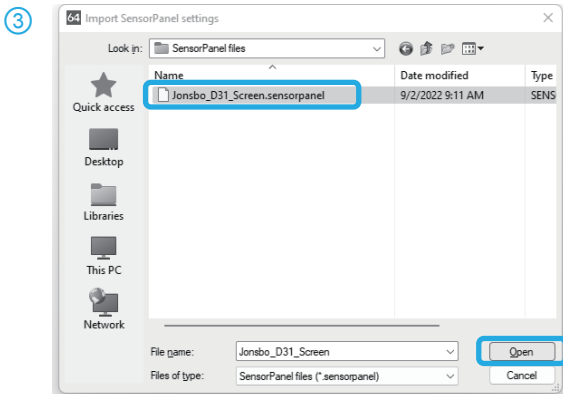 ③
64 Import SensorPanel settings
Look in: SensorPanel files
Name Date modified Type
Jonsbo_D31_Screen.sensorpanel 9/2/2022 9:11 AM SENS
Quick access
Desktop
Libraries
This PC
Network
File name: Jonsbo_D31_Screen Open
Files of type: SensorPanel files (*.sensorpanel) Cancel